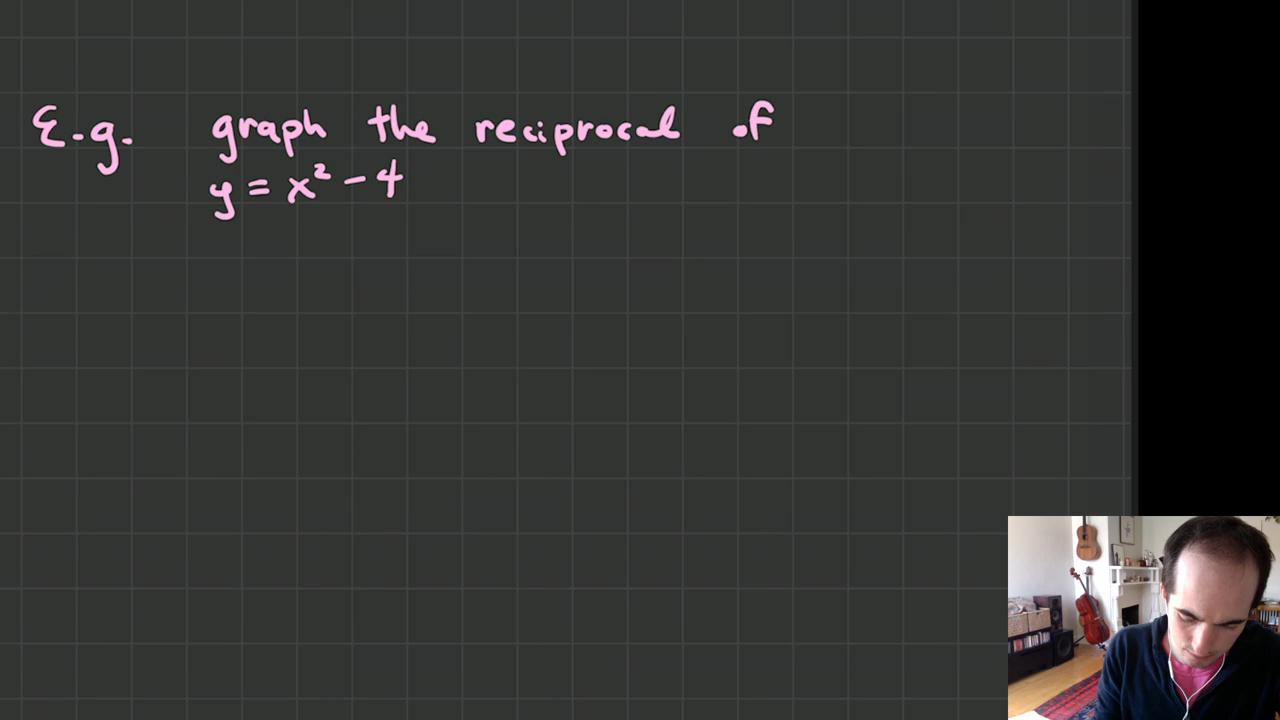 E.g. graph the reciprocal of
y = x² - 4